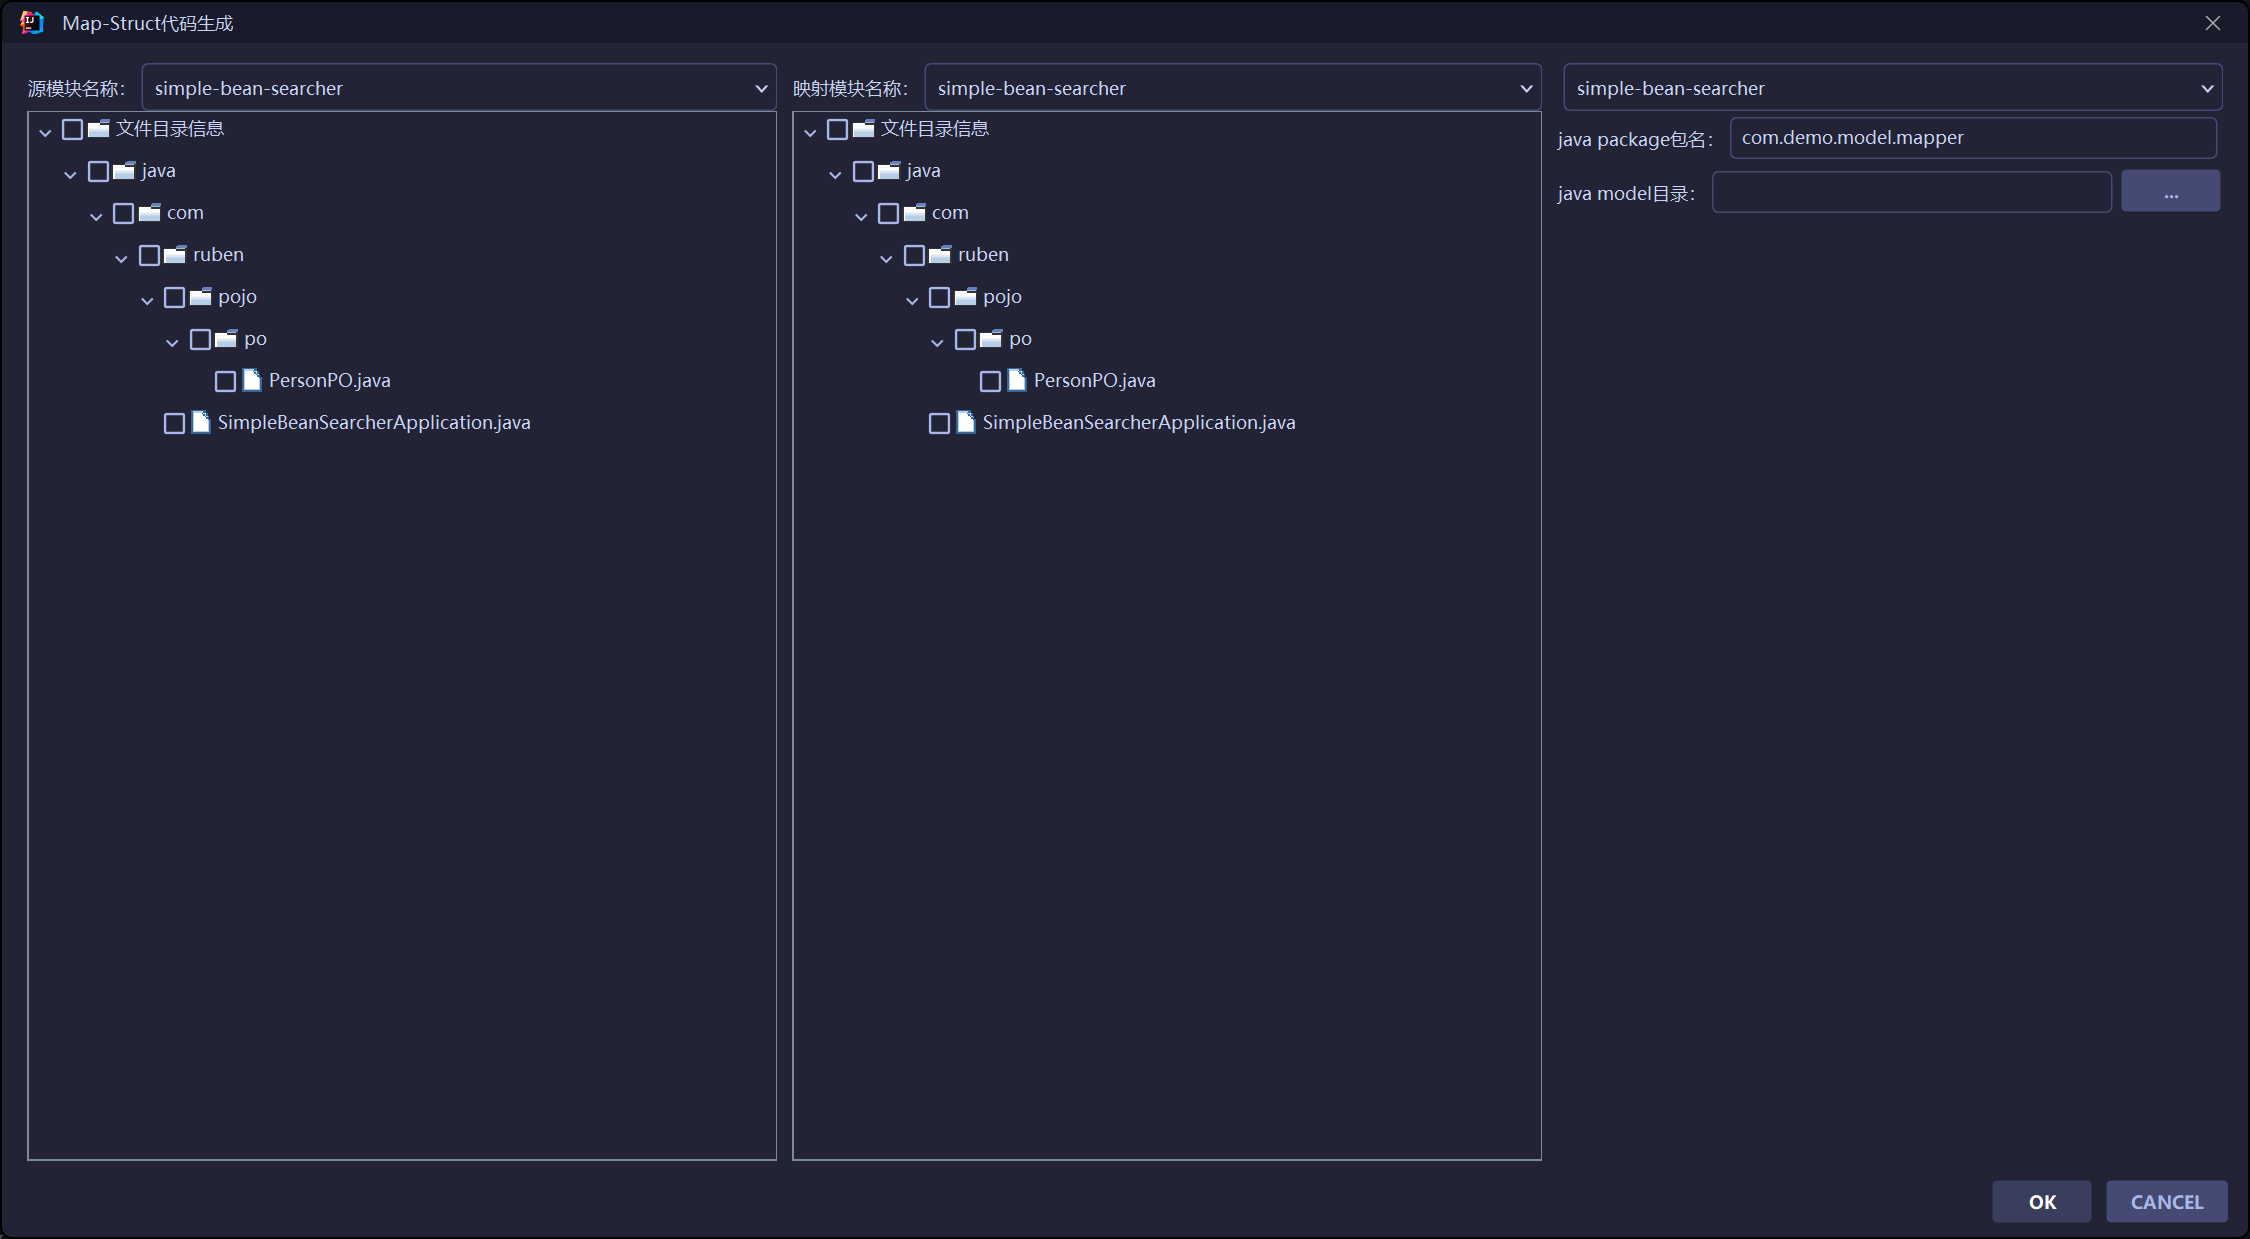 Map-Struct代码生成
源模块名称： simple-bean-searcher
文件目录信息
java
com
ruben
pojo
po
PersonPO.java
SimpleBeanSearcherApplication.java
映射模块名称： simple-bean-searcher
文件目录信息
java
com
ruben
pojo
po
PersonPO.java
SimpleBeanSearcherApplication.java
simple-bean-searcher
java package包名： com.demo.model.mapper
java model目录： ...
OK CANCEL